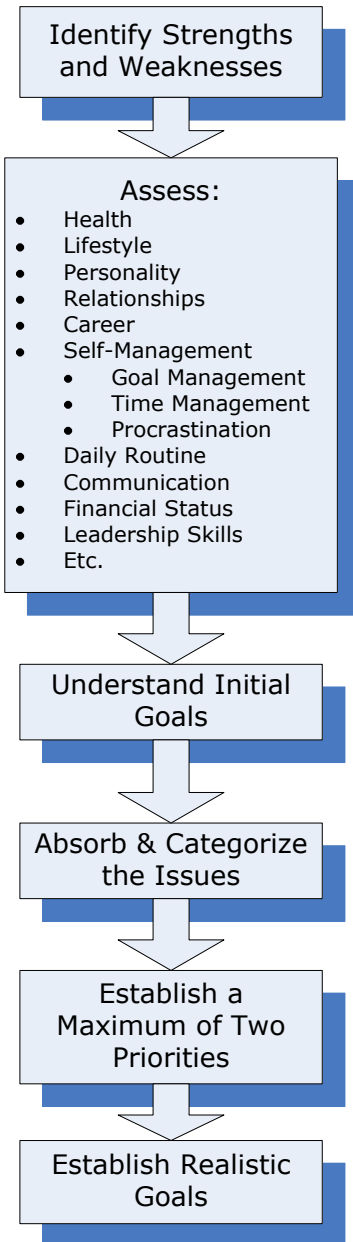 Identify Strengths
and Weaknesses
Assess:
• Health
• Lifestyle
• Personality
• Relationships
• Career
• Self-Management
• Goal Management
• Time Management
• Procrastination
• Daily Routine
• Communication
• Financial Status
• Leadership Skills
• Etc.
Understand Initial
Goals
Absorb & Categorize
the Issues
Establish a
Maximum of Two
Priorities
Establish Realistic
Goals